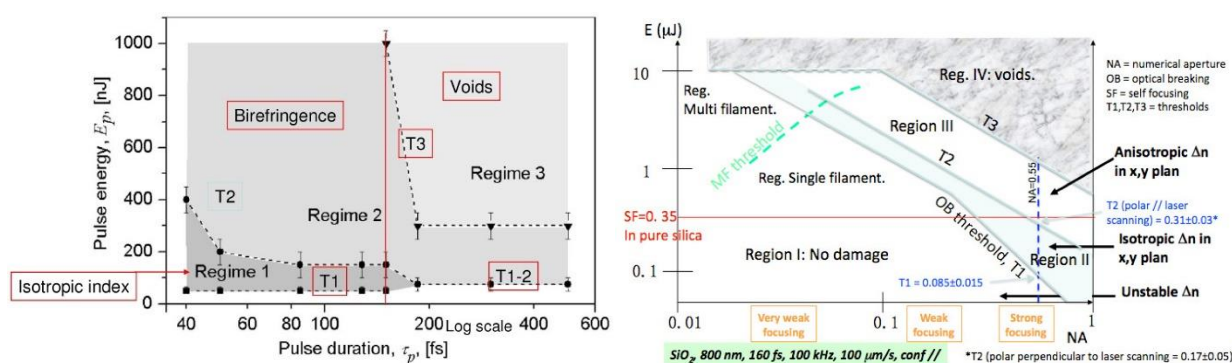 1000
800
600
400
200
0
Pulse energy, Ep, [nJ]
Birefringence
Voids
T3
T2
Regime 3
Regime 2
Regime 1
T1
T1-2
Isotropic index
40
60
80
100
200
400
600
Log scale
Pulse duration, τp, [fs]
E (μJ)
10
1
0.1
NA = numerical aperture
OB = optical breaking
SF = self focusing
T1,T2,T3 = thresholds
Reg. IV: voids.
Reg.
Multi filament.
Region III
T3
T2
MF threshold
Reg. Single filament.
NA=0.55
Anisotropic Δn
in x,y plan
SF=0. 35
In pure silica
OB threshold, T1
T2 (polar // laser
scanning) = 0.31±0.03*
Isotropic Δn in
x,y plan
Region I: No damage
Region II
T1 = 0.085±0.015
Unstable Δn
0.01
0.1
1
Very weak
focusing
Weak
focusing
Strong
focusing
NA
SiO2, 800 nm, 160 fs, 100 kHz, 100 μm/s, conf //
*T2 (polar perpendicular to laser scanning = 0.17±0.05)